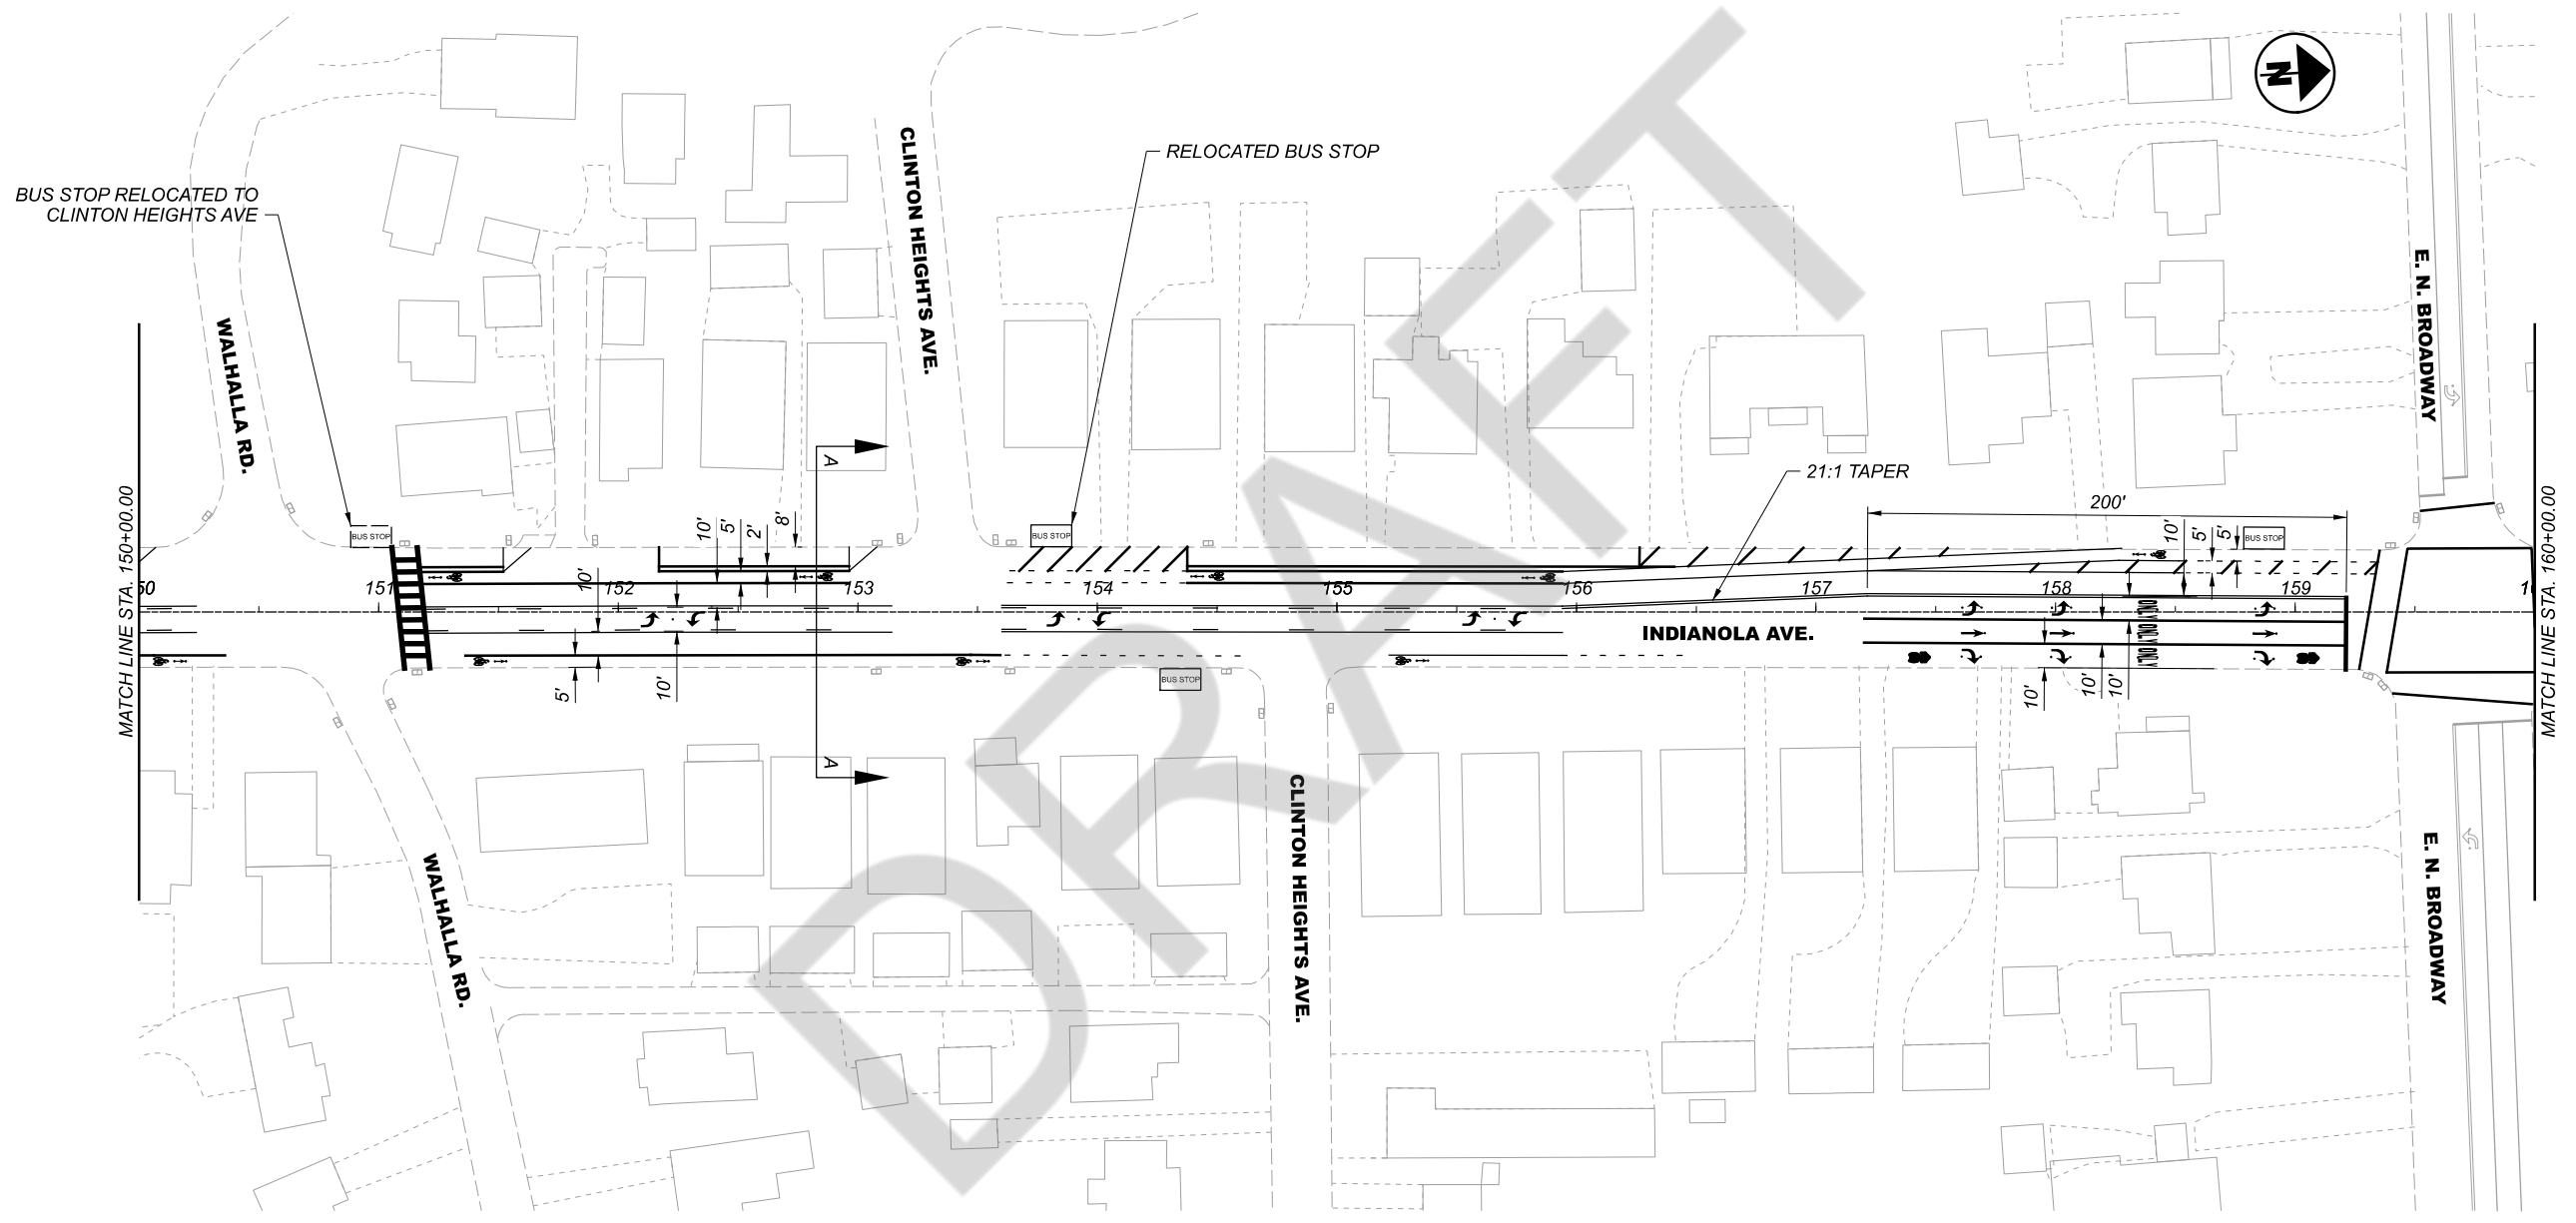 N
CLINTON HEIGHTS AVE.
RELOCATED BUS STOP
BUS STOP RELOCATED TO
CLINTON HEIGHTS AVE
WALHALLA RD.
E. N. BROADWAY
A
21:1 TAPER
200'
MATCH LINE STA. 150+00.00
MATCH LINE STA. 160+00.00
BUS STOP
BUS STOP
BUS STOP
10'
5'
2'
8'
10'
5'
5'
50
151
152
153
154
155
156
157
158
159
10'
INDIANOLA AVE.
ONLY
ONLY
ONLY
BUS STOP
5'
10'
10'
10'
10'
A
CLINTON HEIGHTS AVE.
WALHALLA RD.
E. N. BROADWAY
DRAFT